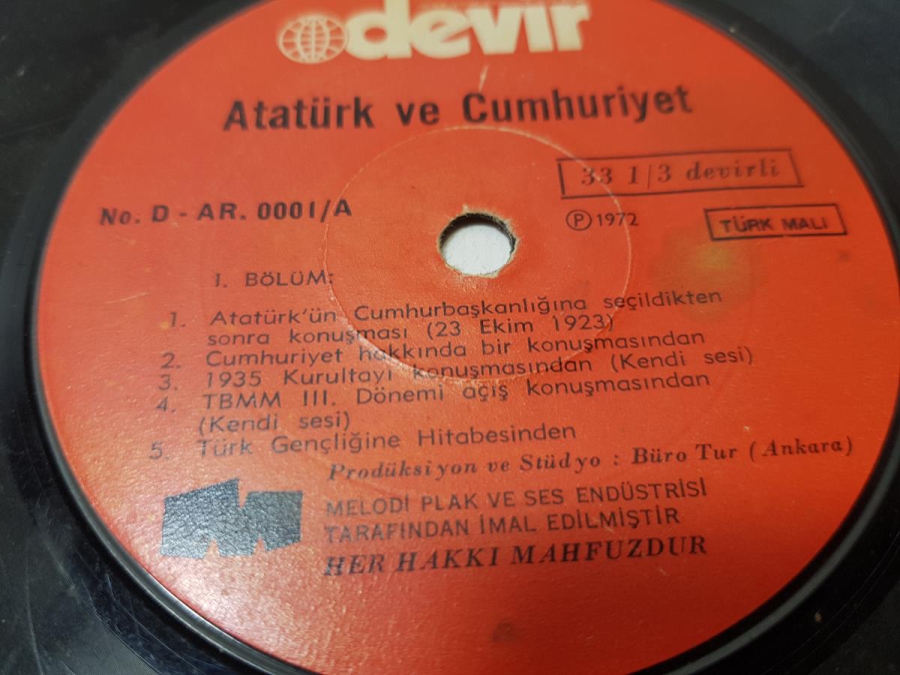 devir
Atatürk ve Cumhuriyet
33 1/3 devirli
No. D - AR. 0001/A
Ⓟ 1972
TÜRK MALI
1. BÖLÜM:
1. Atatürk'ün Cumhurbaşkanlığına seçildikten
sonra konuşması (23 Ekim 1923)
2. Cumhuriyet hakkında bir konuşmasından
3. 1935 Kurultayı konuşmasından (Kendi sesi)
4. TBMM III. Dönemi açış konuşmasından
(Kendi sesi)
5. Türk Gençliğine Hitabesinden
Prodüksiyon ve Stüdyo : Büro Tur (Ankara)
MELODİ PLAK VE SES ENDÜSTRİSİ
TARAFINDAN İMAL EDİLMİŞTİR
HER HAKKI MAHFUZDUR